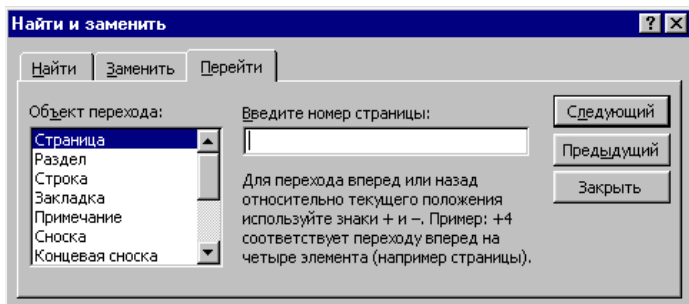 Найти и заменить
Найти
Заменить
Перейти
Объект перехода:
Страница
Раздел
Строка
Закладка
Примечание
Сноска
Концевая сноска
Введите номер страницы:
Для перехода вперед или назад
относительно текущего положения
используйте знаки + и –. Пример: +4
соответствует переходу вперед на
четыре элемента (например страницы).
Следующий
Предыдущий
Закрыть